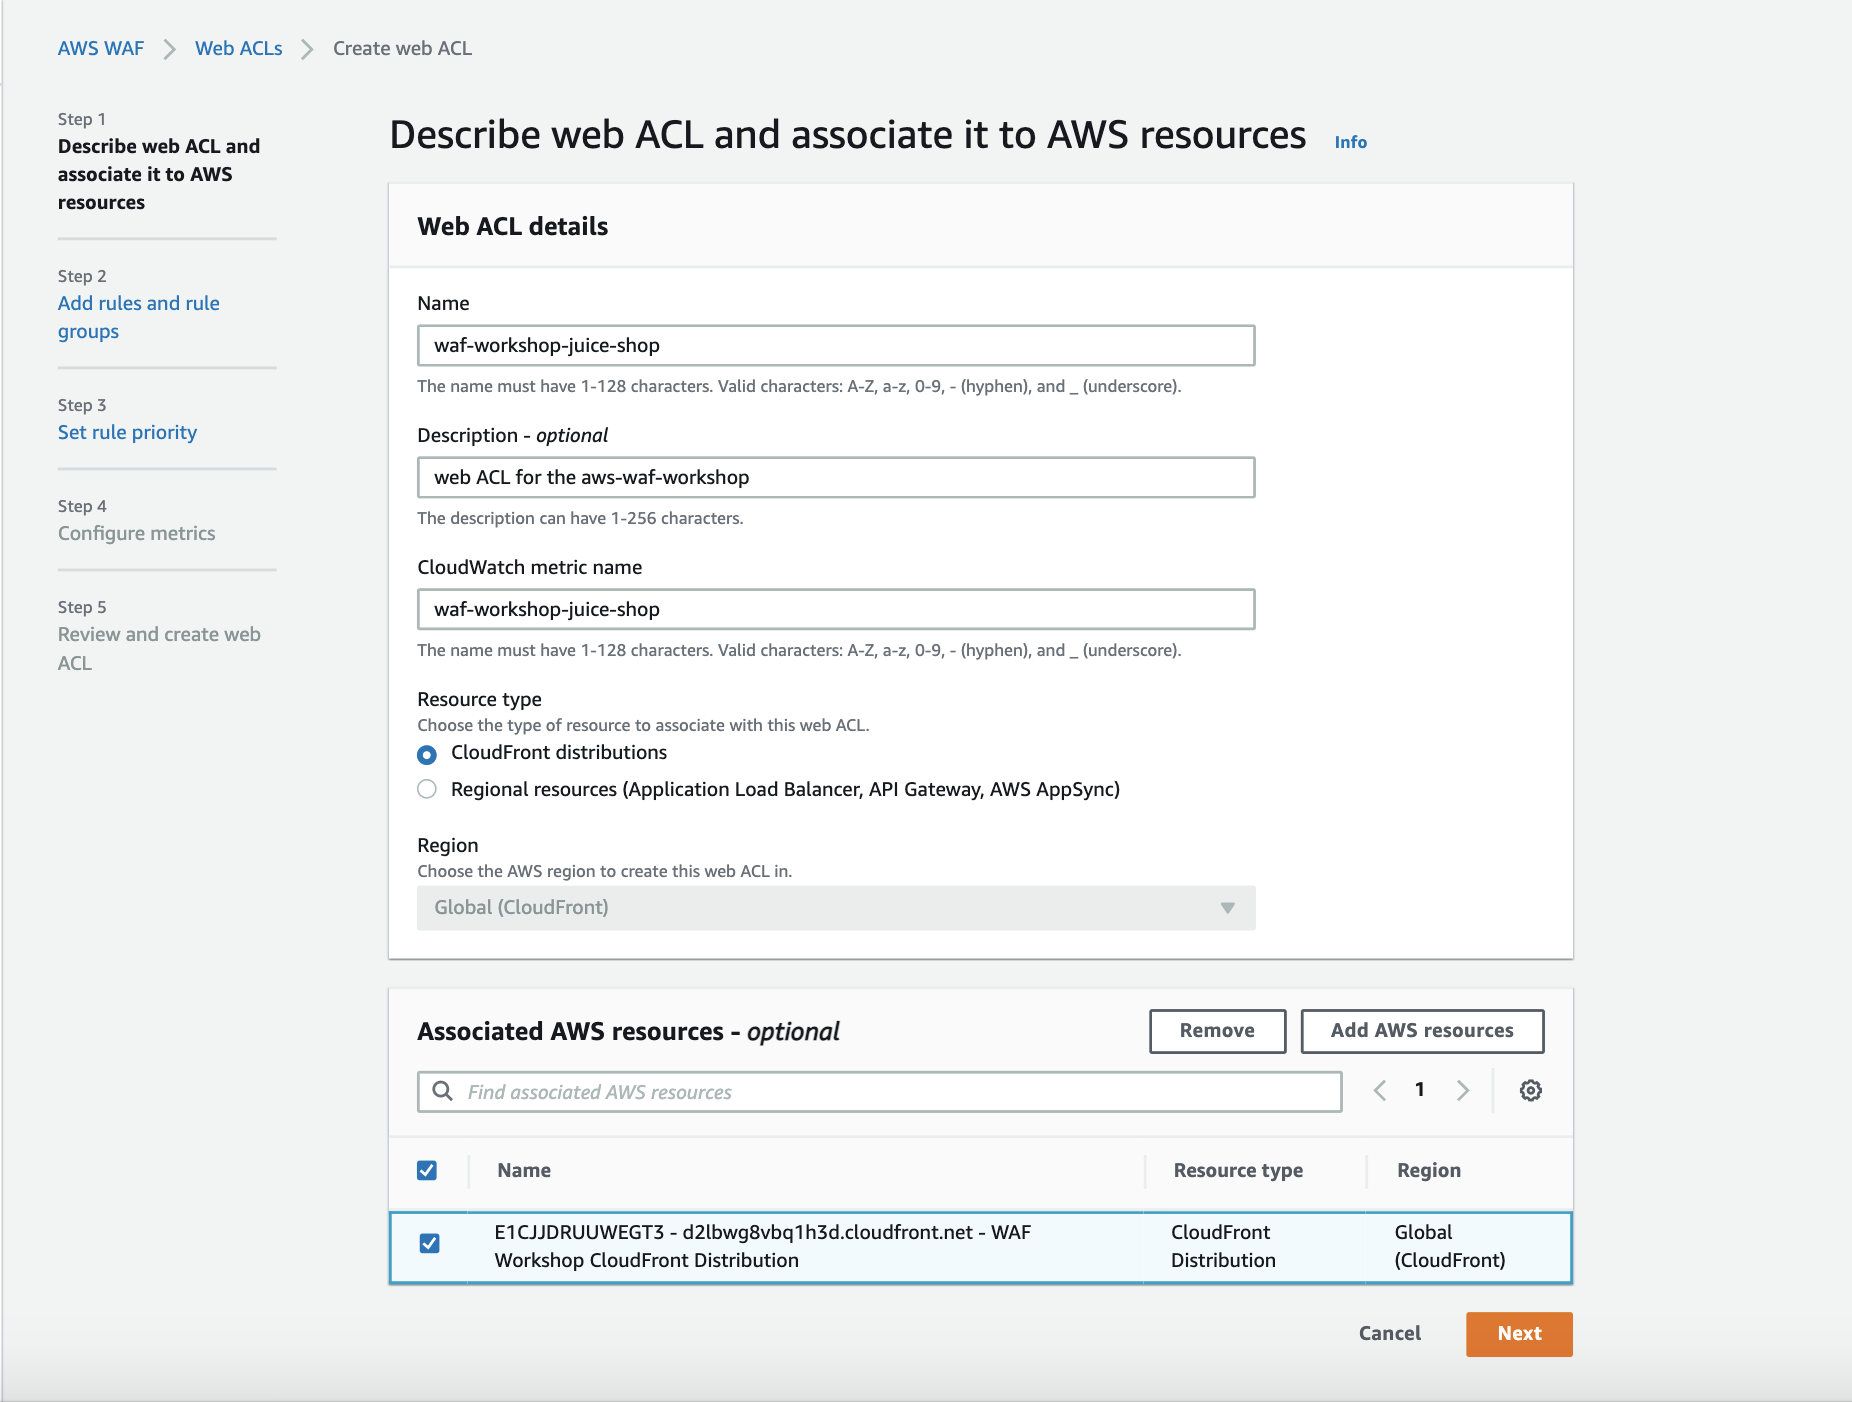 AWS WAF > Web ACLs > Create web ACL
Step 1
Describe web ACL and
associate it to AWS
resources
Step 2
Add rules and rule
groups
Step 3
Set rule priority
Step 4
Configure metrics
Step 5
Review and create web
ACL
Describe web ACL and associate it to AWS resources Info
Web ACL details
Name
waf-workshop-juice-shop
The name must have 1-128 characters. Valid characters: A-Z, a-z, 0-9, - (hyphen), and _ (underscore).
Description - optional
web ACL for the aws-waf-workshop
The description can have 1-256 characters.
CloudWatch metric name
waf-workshop-juice-shop
The name must have 1-128 characters. Valid characters: A-Z, a-z, 0-9, - (hyphen), and _ (underscore).
Resource type
Choose the type of resource to associate with this web ACL.
CloudFront distributions
Regional resources (Application Load Balancer, API Gateway, AWS AppSync)
Region
Choose the AWS region to create this web ACL in.
Global (CloudFront)
Associated AWS resources - optional
Remove
Add AWS resources
Find associated AWS resources
1
Name Resource type Region
E1CJJDRUUWEGT3 - d2lbwg8vbq1h3d.cloudfront.net - WAF
Workshop CloudFront Distribution
CloudFront
Distribution
Global
(CloudFront)
Cancel
Next